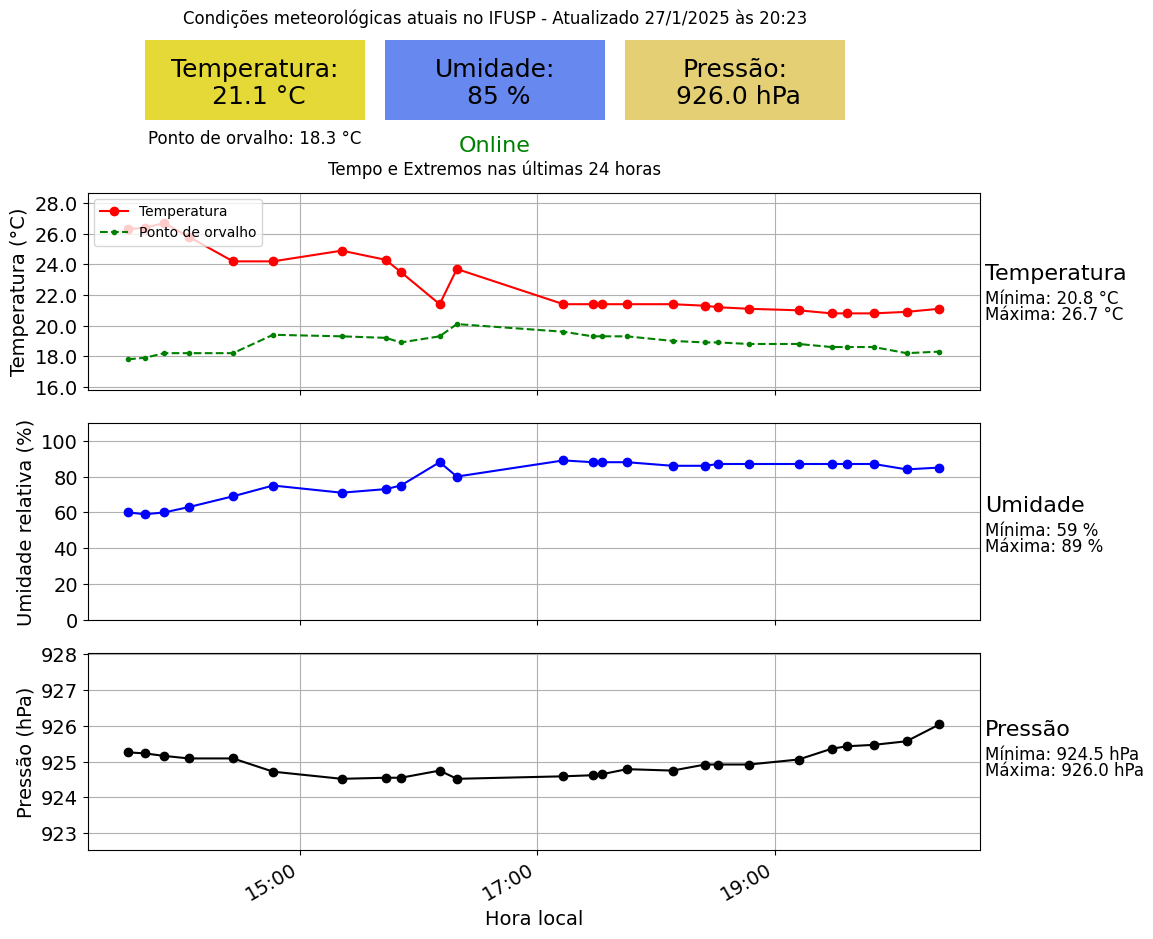 Condições meteorológicas atuais no IFUSP - Atualizado 27/1/2025 às 20:23
Temperatura:
21.1 °C
Umidade:
85 %
Pressão:
926.0 hPa
Ponto de orvalho: 18.3 °C
Online
Tempo e Extremos nas últimas 24 horas
Temperatura (°C)
28.0
26.0
24.0
22.0
20.0
18.0
16.0
Temperatura
Ponto de orvalho
Temperatura
Mínima: 20.8 °C
Máxima: 26.7 °C
Umidade relativa (%)
100
80
60
40
20
0
Umidade
Mínima: 59 %
Máxima: 89 %
Pressão (hPa)
928
927
926
925
924
923
Pressão
Mínima: 924.5 hPa
Máxima: 926.0 hPa
15:00
17:00
19:00
Hora local